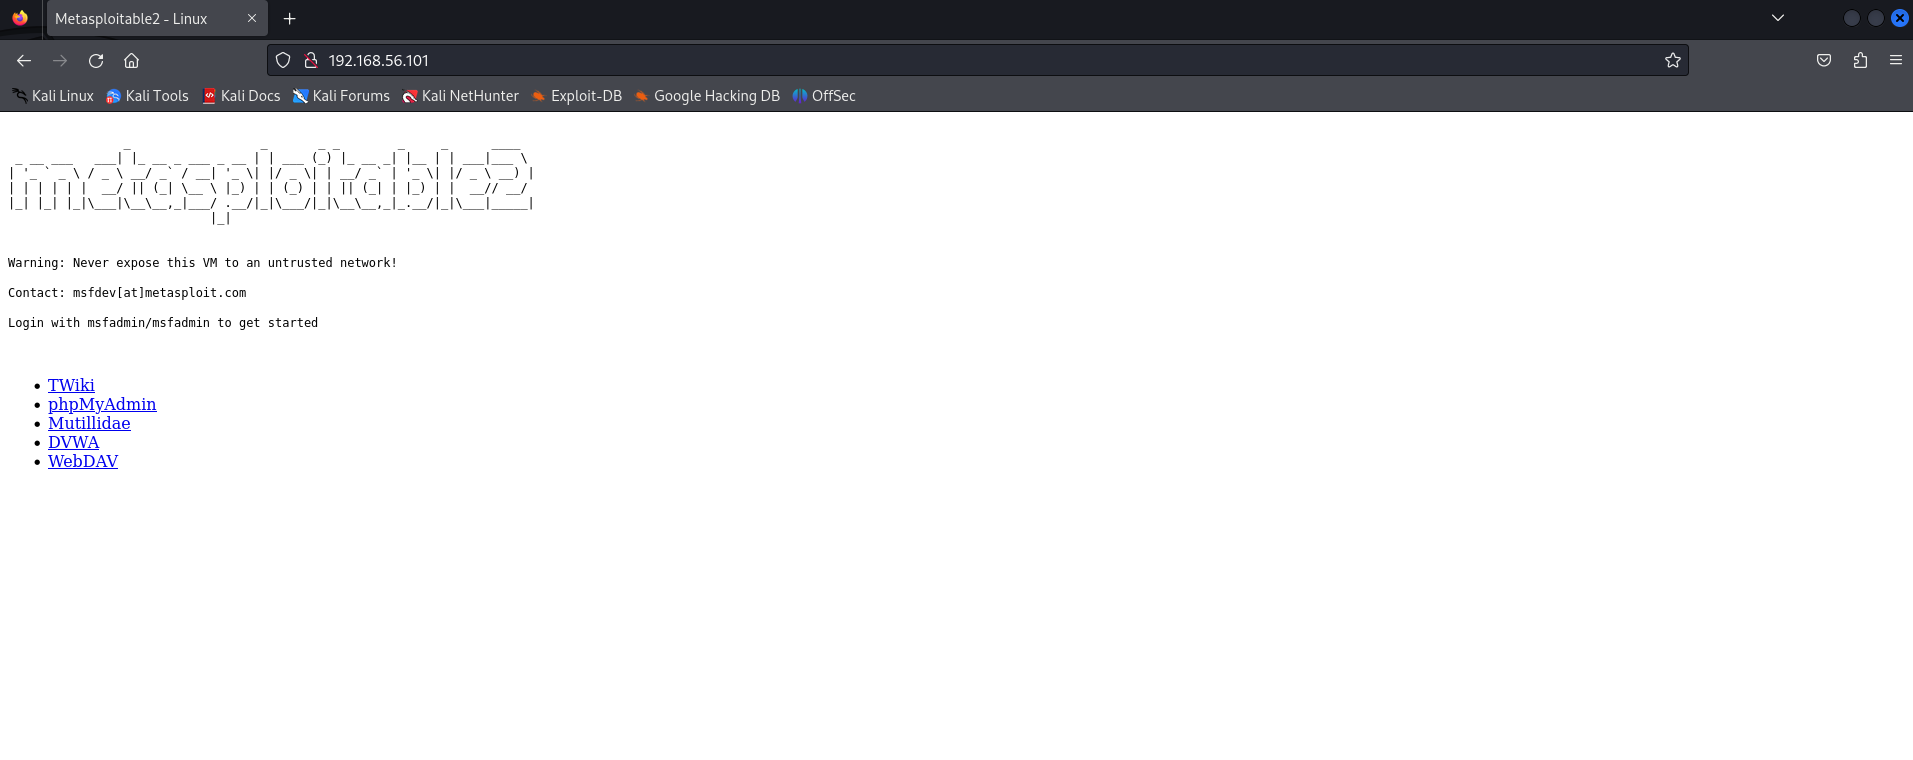 Metasploitable2 - Linux
192.168.56.101
Kali Linux Kali Tools Kali Docs Kali Forums Kali NetHunter Exploit-DB Google Hacking DB OffSec
metasploitable2
Warning: Never expose this VM to an untrusted network!
Contact: msfdev[at]metasploit.com
Login with msfadmin/msfadmin to get started
TWiki
phpMyAdmin
Mutillidae
DVWA
WebDAV